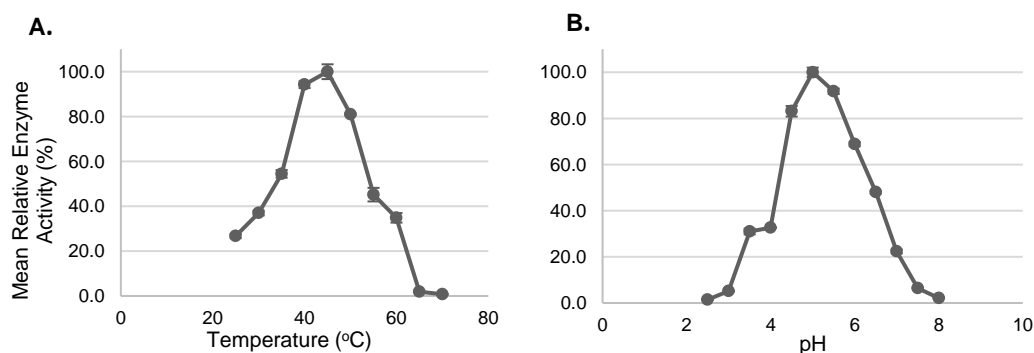 A.
Mean Relative Enzyme
Activity (%)
100.0
80.0
60.0
40.0
20.0
0.0
0 20 40 60 80
Temperature (°C)
B.
100.0
80.0
60.0
40.0
20.0
0.0
0 2 4 6 8 10
pH